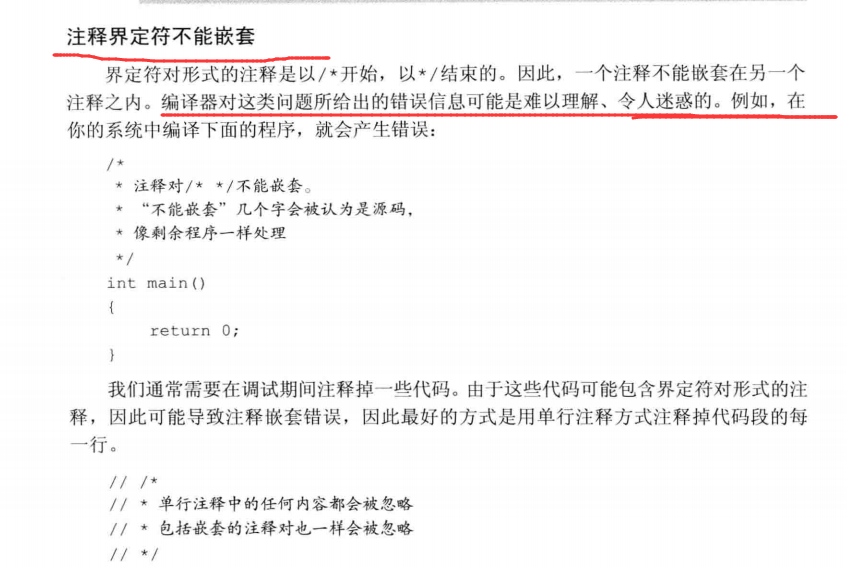 注释界定符不能嵌套
界定符对形式的注释是以/*开始，以*/结束的。因此，一个注释不能嵌套在另一个
注释之内。编译器对这类问题所给出的错误信息可能是难以理解、令人迷惑的。例如，在
你的系统中编译下面的程序，就会产生错误：
/*
* 注释对/* */不能嵌套。
* “不能嵌套”几个字会被认为是源码，
* 像剩余程序一样处理
*/
int main()
{
return 0;
}
我们通常需要在调试期间注释掉一些代码。由于这些代码可能包含界定符对形式的注
释，因此可能导致注释嵌套错误，因此最好的方式是用单行注释方式注释掉代码段的每
一行。
// /*
// * 单行注释中的任何内容都会被忽略
// * 包括嵌套的注释对也一样会被忽略
// */